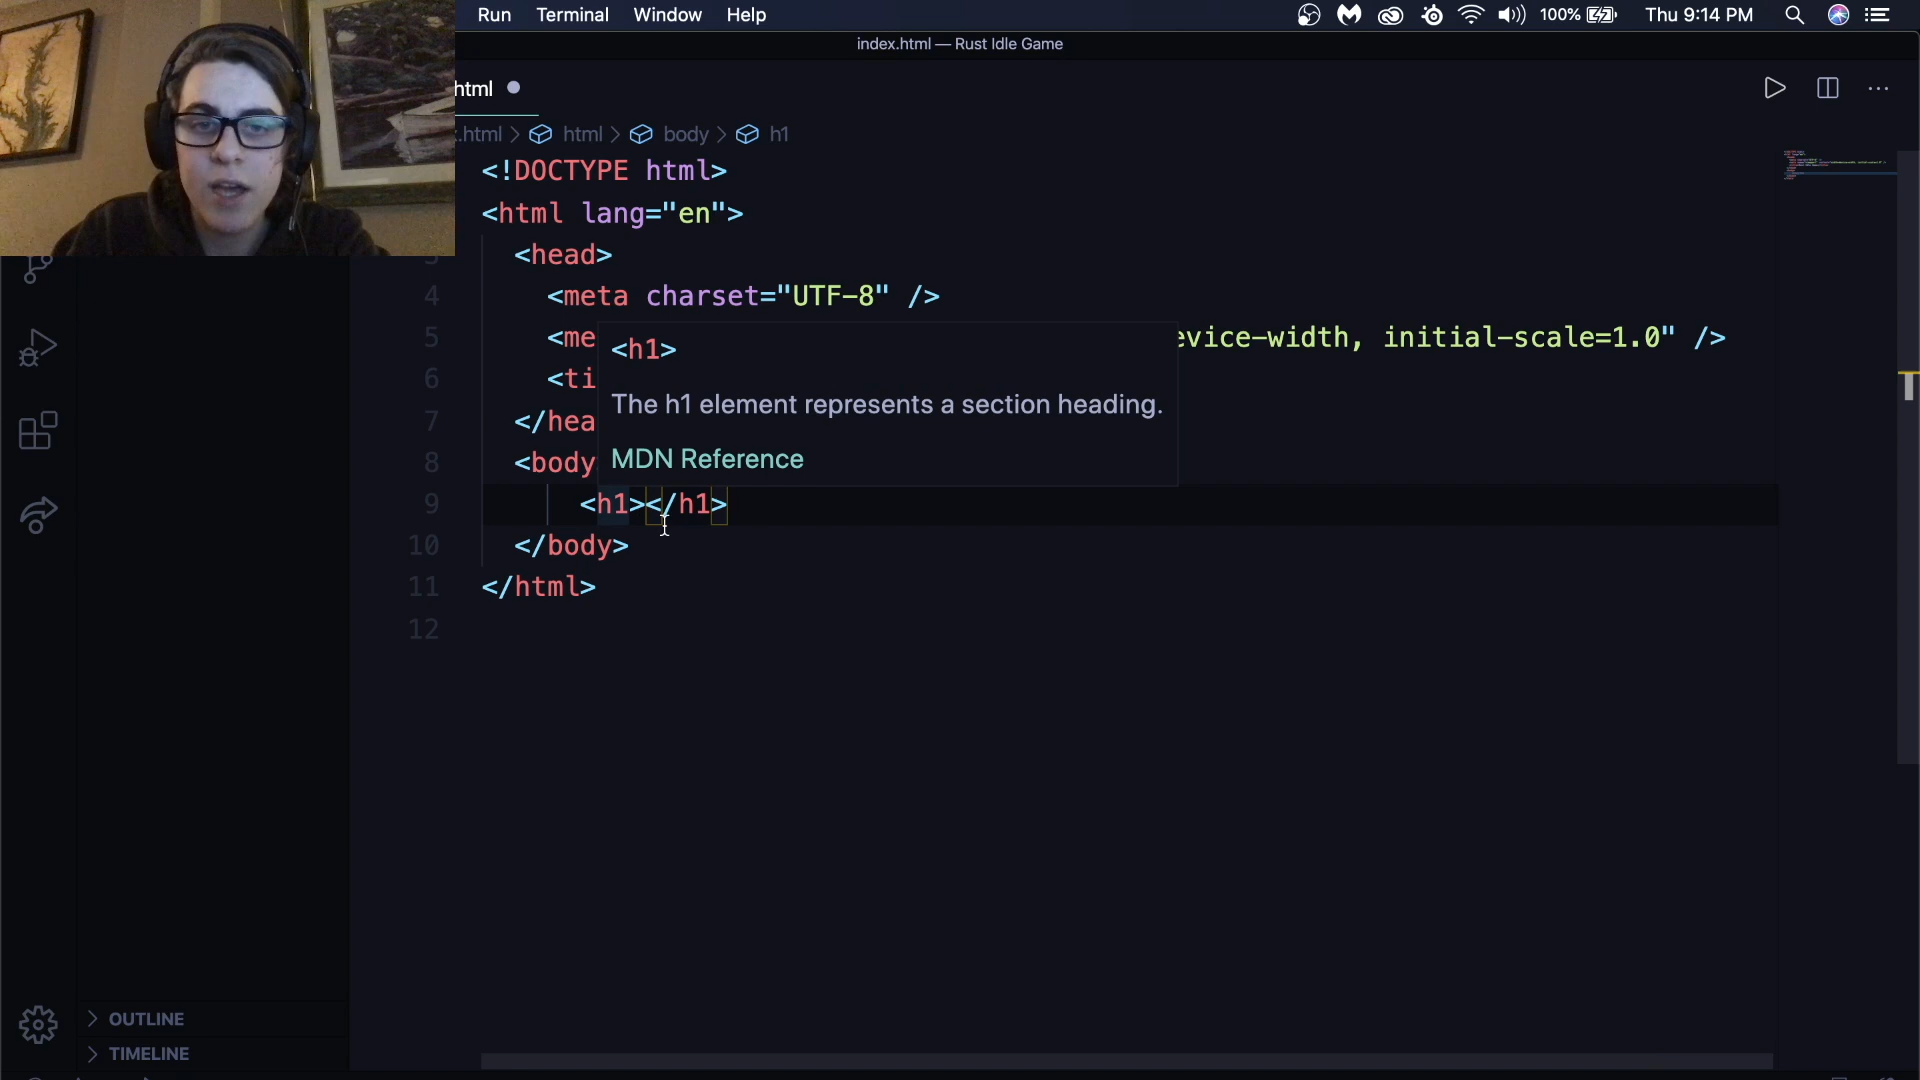 Run Terminal Window Help 100% Thu 9:14 PM
index.html — Rust Idle Game
html
.html > html > body > h1
<!DOCTYPE html>
<html lang="en">
<head>
4 <meta charset="UTF-8" />
5 <me evice-width, initial-scale=1.0" />
<h1>
6 <ti
The h1 element represents a section heading.
7 </hea
MDN Reference
8 <body
9 <h1></h1>
10 </body>
11 </html>
12
OUTLINE
TIMELINE